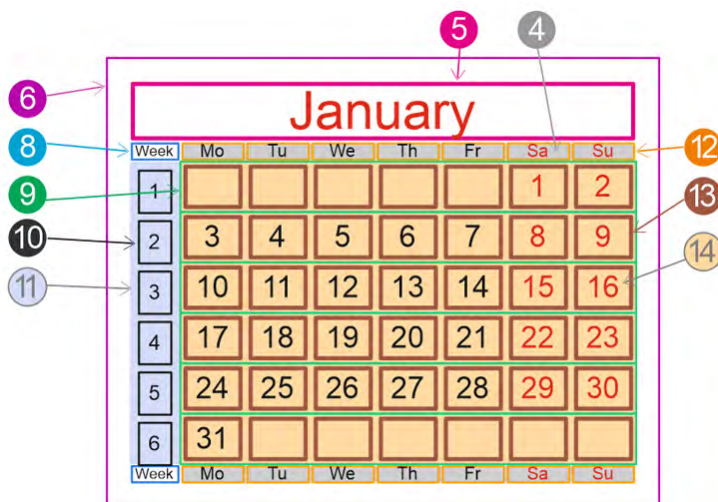 5 4
6
January
8 Week Mo Tu We Th Fr Sa Su 12
9 1 1 2
13
10 2 3 4 5 6 7 8 9
14
11 3 10 11 12 13 14 15 16
4 17 18 19 20 21 22 23
5 24 25 26 27 28 29 30
6 31
Week Mo Tu We Th Fr Sa Su